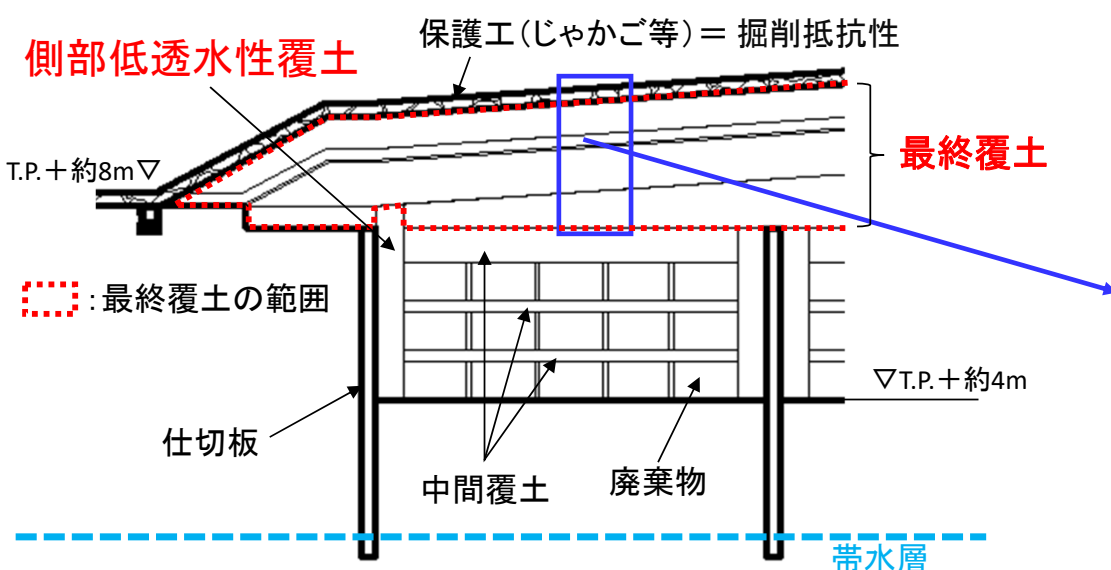 保護工(じゃかご等)= 掘削抵抗性
側部低透水性覆土
T.P.+約8m▽
最終覆土
:最終覆土の範囲
▽T.P.+約4m
仕切板
中間覆土
廃棄物
帯水層